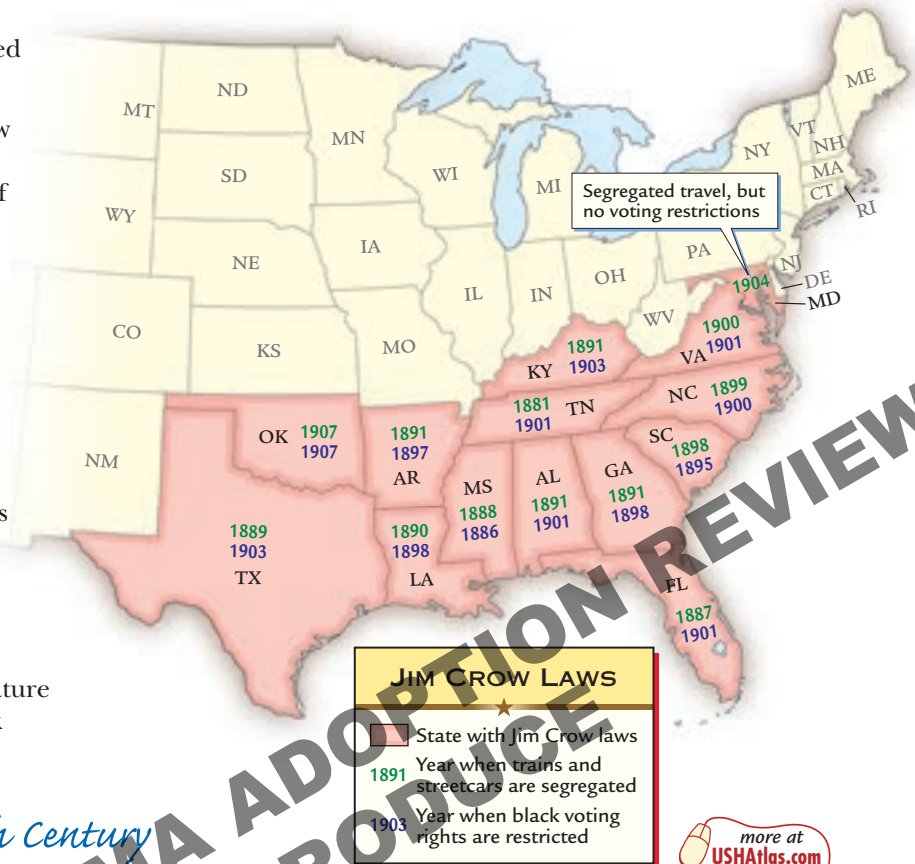 ed
w
f
s
ature
h Century
MT
ND
MN
SD
WI
MI
WY
NE
IA
IL
IN
OH
PA
NY
VT
NH
ME
MA
CT
RI
NJ
DE
MD
WV
CO
KS
MO
NM
Segregated travel, but
no voting restrictions
1904
1900
VA 1901
1891
KY 1903
1881 TN
1901
NC 1899
1900
SC
1898
1895
OK 1907
1907
1891
1897
AR
MS
1888
1886
AL
1891
1901
GA
1891
1898
1889
1903
TX
1890
1898
LA
FL
1887
1901
JIM CROW LAWS
State with Jim Crow laws
1891 Year when trains and
streetcars are segregated
1903 Year when black voting
rights are restricted
more at
USHAtlas.com
IA ADOPTION REVIEW